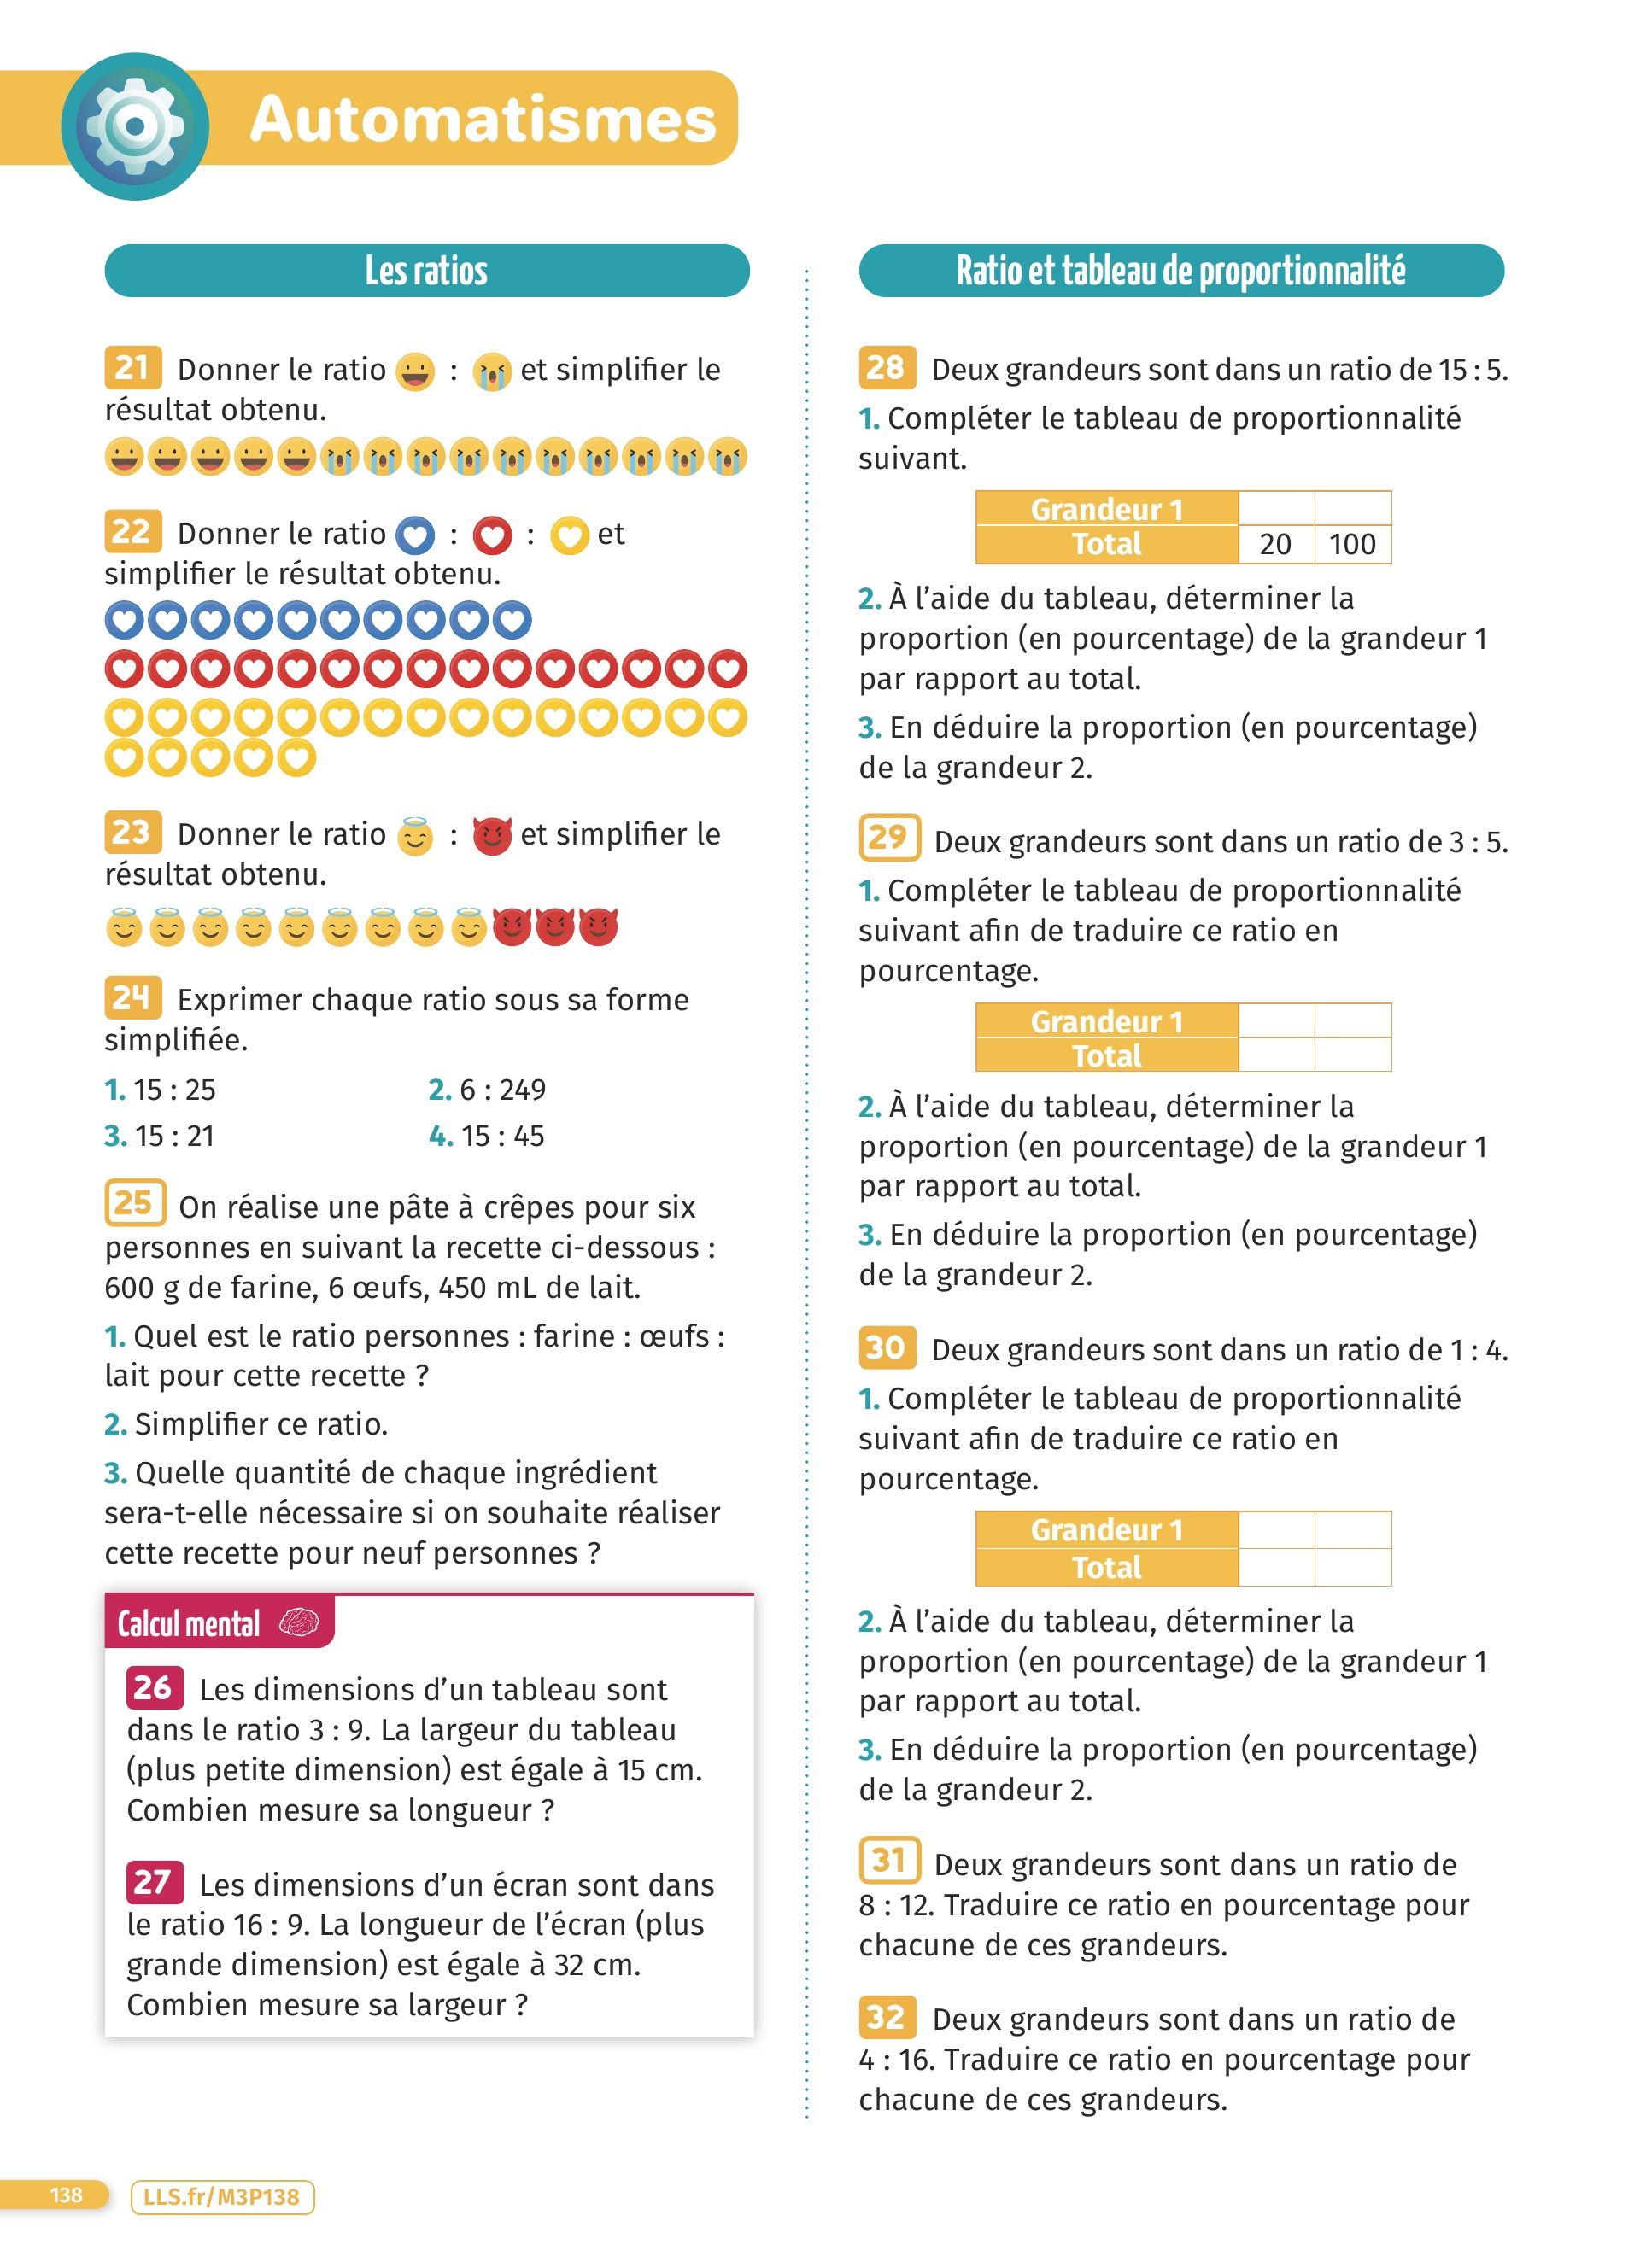 Automatismes
Les ratios
21 Donner le ratio : et simplifier le
résultat obtenu.
22 Donner le ratio : : et
simplifier le résultat obtenu.
23 Donner le ratio : et simplifier le
résultat obtenu.
24 Exprimer chaque ratio sous sa forme
simplifiée.
1. 15 : 25 2. 6 : 249
3. 15 : 21 4. 15 : 45
25 On réalise une pâte à crêpes pour six
personnes en suivant la recette ci-dessous :
600 g de farine, 6 œufs, 450 mL de lait.
1. Quel est le ratio personnes : farine : œufs :
lait pour cette recette ?
2. Simplifier ce ratio.
3. Quelle quantité de chaque ingrédient
sera-t-elle nécessaire si on souhaite réaliser
cette recette pour neuf personnes ?
Calcul mental
26 Les dimensions d’un tableau sont
dans le ratio 3 : 9. La largeur du tableau
(plus petite dimension) est égale à 15 cm.
Combien mesure sa longueur ?
27 Les dimensions d’un écran sont dans
le ratio 16 : 9. La longueur de l’écran (plus
grande dimension) est égale à 32 cm.
Combien mesure sa largeur ?
Ratio et tableau de proportionnalité
28 Deux grandeurs sont dans un ratio de 15 : 5.
1. Compléter le tableau de proportionnalité
suivant.
Grandeur 1
Total 20 100
2. À l’aide du tableau, déterminer la
proportion (en pourcentage) de la grandeur 1
par rapport au total.
3. En déduire la proportion (en pourcentage)
de la grandeur 2.
29 Deux grandeurs sont dans un ratio de 3 : 5.
1. Compléter le tableau de proportionnalité
suivant afin de traduire ce ratio en
pourcentage.
Grandeur 1
Total
2. À l’aide du tableau, déterminer la
proportion (en pourcentage) de la grandeur 1
par rapport au total.
3. En déduire la proportion (en pourcentage)
de la grandeur 2.
30 Deux grandeurs sont dans un ratio de 1 : 4.
1. Compléter le tableau de proportionnalité
suivant afin de traduire ce ratio en
pourcentage.
Grandeur 1
Total
2. À l’aide du tableau, déterminer la
proportion (en pourcentage) de la grandeur 1
par rapport au total.
3. En déduire la proportion (en pourcentage)
de la grandeur 2.
31 Deux grandeurs sont dans un ratio de
8 : 12. Traduire ce ratio en pourcentage pour
chacune de ces grandeurs.
32 Deux grandeurs sont dans un ratio de
4 : 16. Traduire ce ratio en pourcentage pour
chacune de ces grandeurs.
138 LLS.fr/M3P138